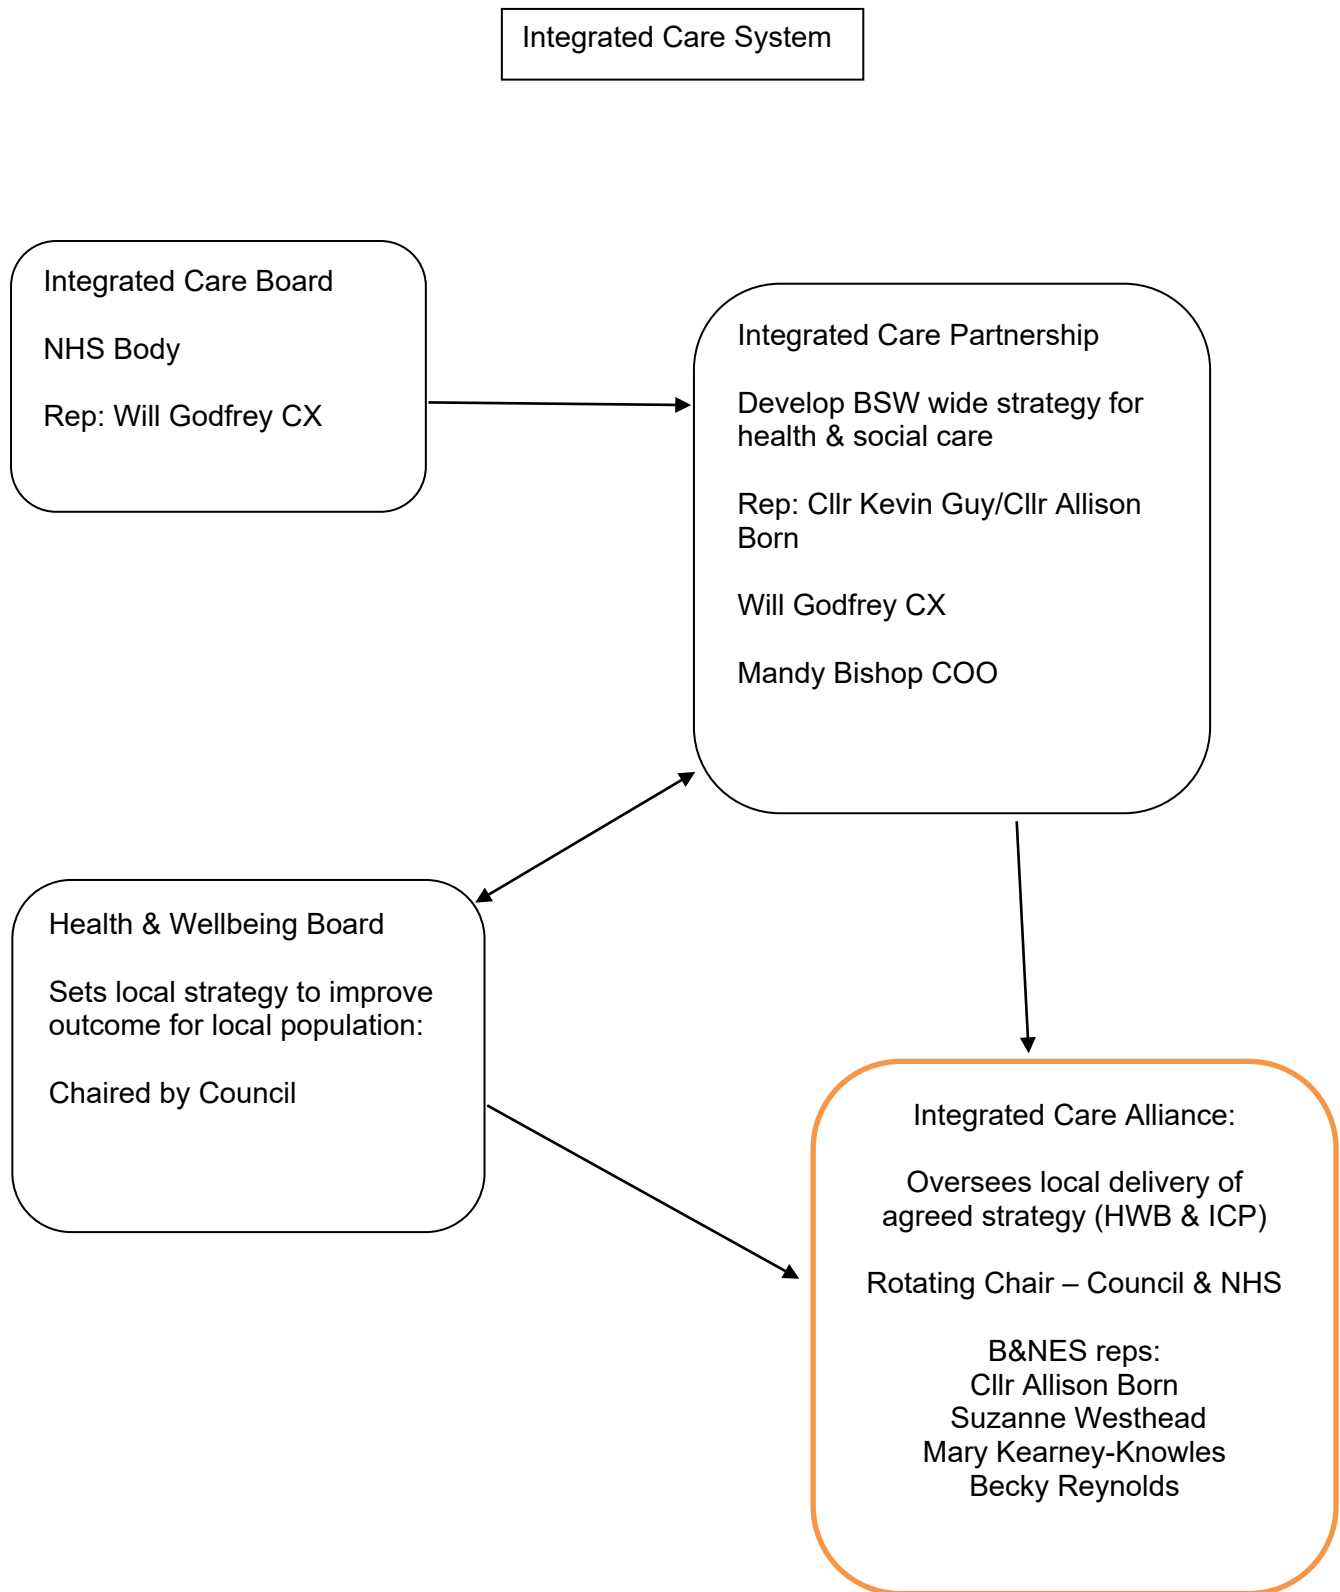 Integrated Care System
Integrated Care Board
NHS Body
Rep: Will Godfrey CX
Integrated Care Partnership
Develop BSW wide strategy for
health & social care
Rep: Cllr Kevin Guy/Cllr Allison
Born
Will Godfrey CX
Mandy Bishop COO
Health & Wellbeing Board
Sets local strategy to improve
outcome for local population:
Chaired by Council
Integrated Care Alliance:
Oversees local delivery of
agreed strategy (HWB & ICP)
Rotating Chair – Council & NHS
B&NES reps:
Cllr Allison Born
Suzanne Westhead
Mary Kearney-Knowles
Becky Reynolds